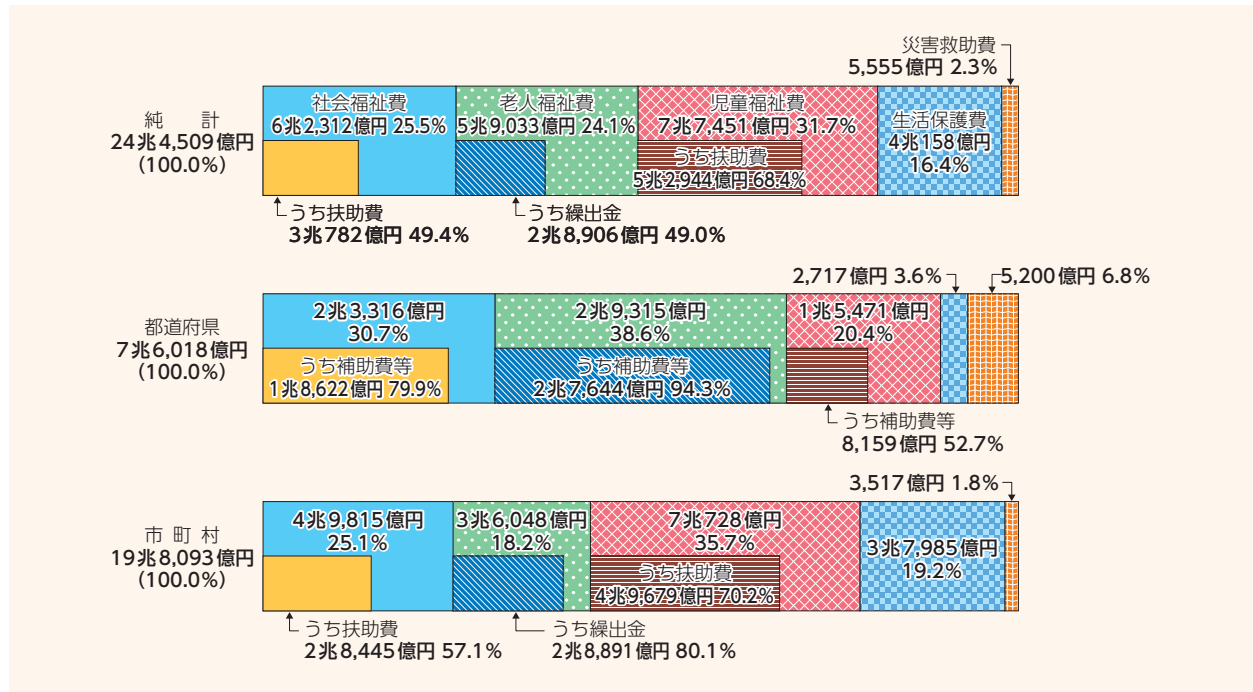 災害救助費
5,555億円 2.3%
純　計
24兆4,509億円
(100.0%)
社会福祉費
6兆2,312億円 25.5%
老人福祉費
5兆9,033億円 24.1%
児童福祉費
7兆7,451億円 31.7%
生活保護費
4兆158億円
16.4%
うち扶助費
5兆2,944億円 68.4%
うち扶助費
3兆782億円 49.4%
うち繰出金
2兆8,906億円 49.0%
2,717億円 3.6%
5,200億円 6.8%
都道府県
7兆6,018億円
(100.0%)
2兆3,316億円
30.7%
2兆9,315億円
38.6%
1兆5,471億円
20.4%
うち補助費等
1兆8,622億円 79.9%
うち補助費等
2兆7,644億円 94.3%
うち補助費等
8,159億円 52.7%
3,517億円 1.8%
市 町 村
19兆8,093億円
(100.0%)
4兆9,815億円
25.1%
3兆6,048億円
18.2%
7兆728億円
35.7%
3兆7,985億円
19.2%
うち扶助費
4兆9,679億円 70.2%
うち扶助費
2兆8,445億円 57.1%
うち繰出金
2兆8,891億円 80.1%